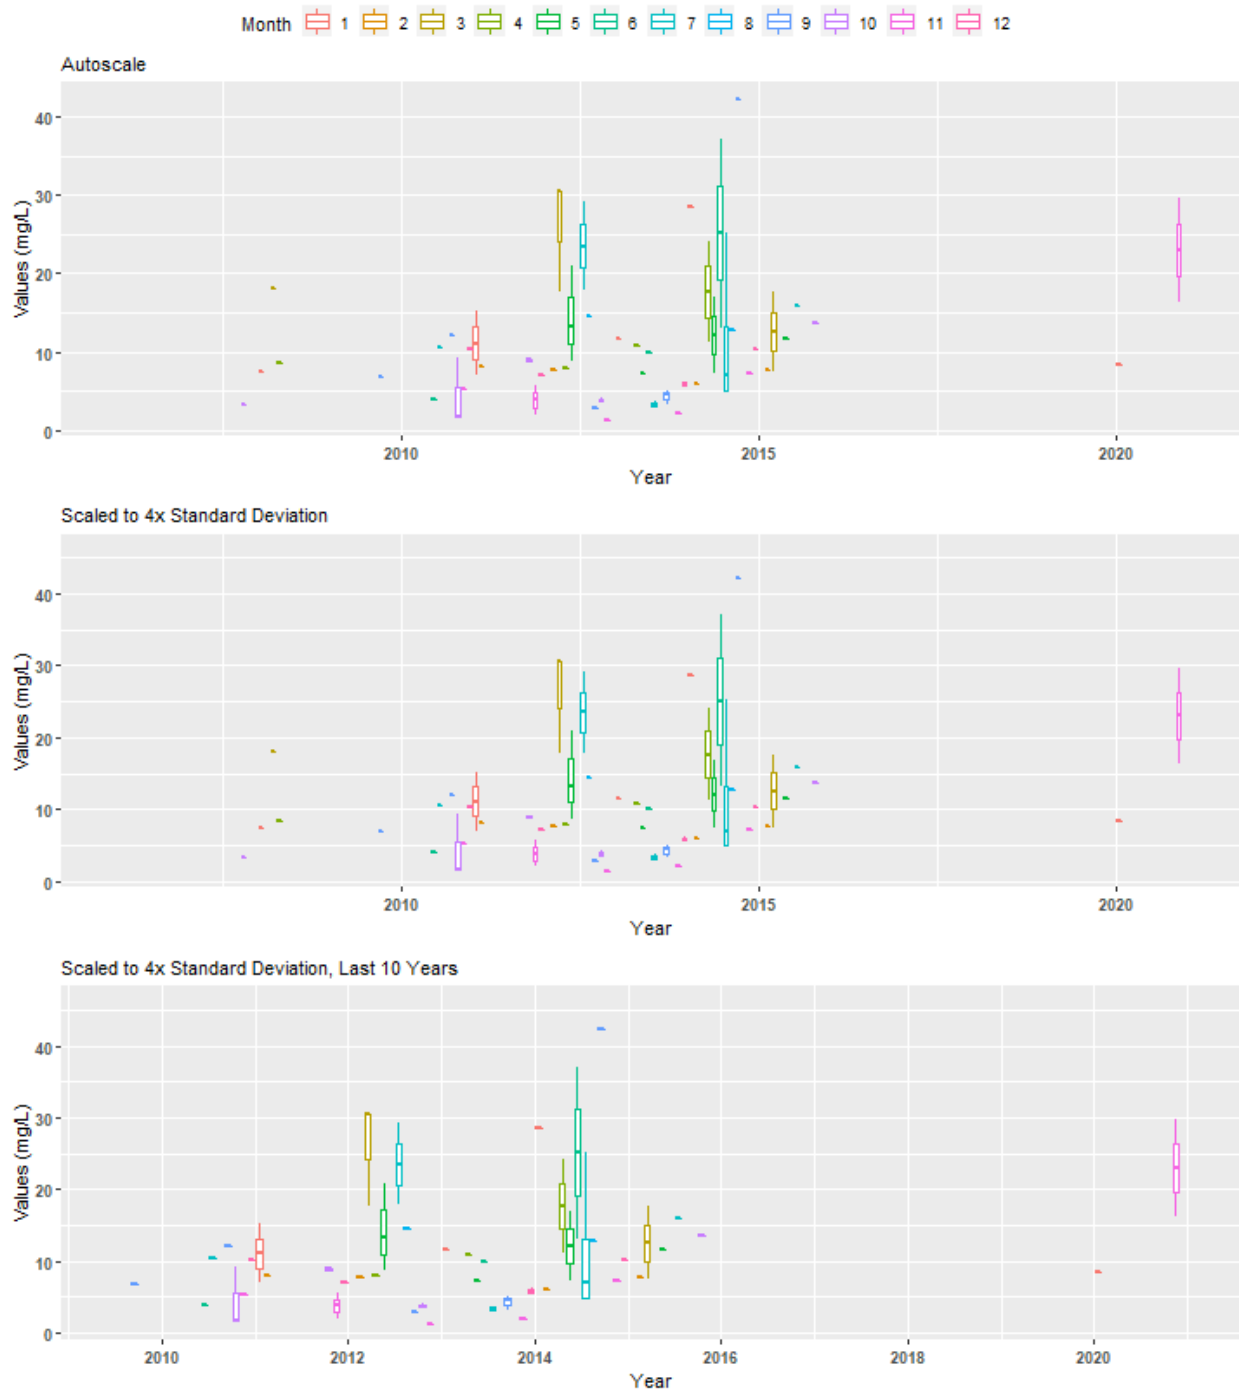 Month 1 2 3 4 5 6 7 8 9 10 11 12
Autoscale
Values (mg/L)
40
30
20
10
0
2010 2015 2020
Year
Scaled to 4x Standard Deviation
Values (mg/L)
40
30
20
10
0
2010 2015 2020
Year
Scaled to 4x Standard Deviation, Last 10 Years
Values (mg/L)
40
30
20
10
0
2010 2012 2014 2016 2018 2020
Year